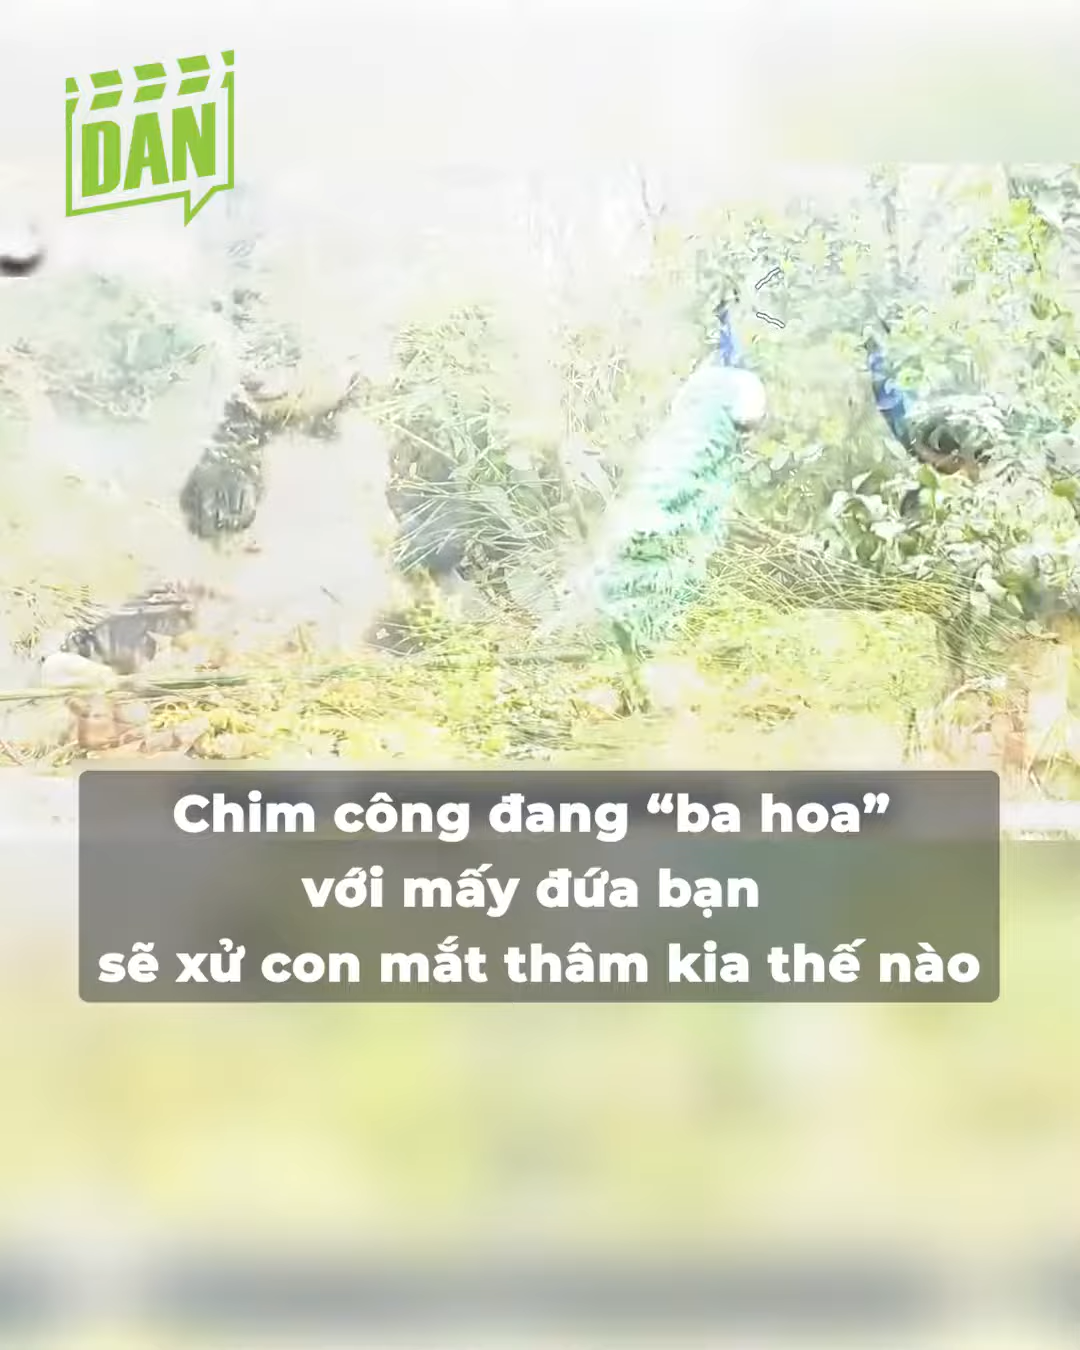 DAN
Chim công đang “ba hoa”
với mấy đứa bạn
sẽ xử con mắt thâm kia thế nào